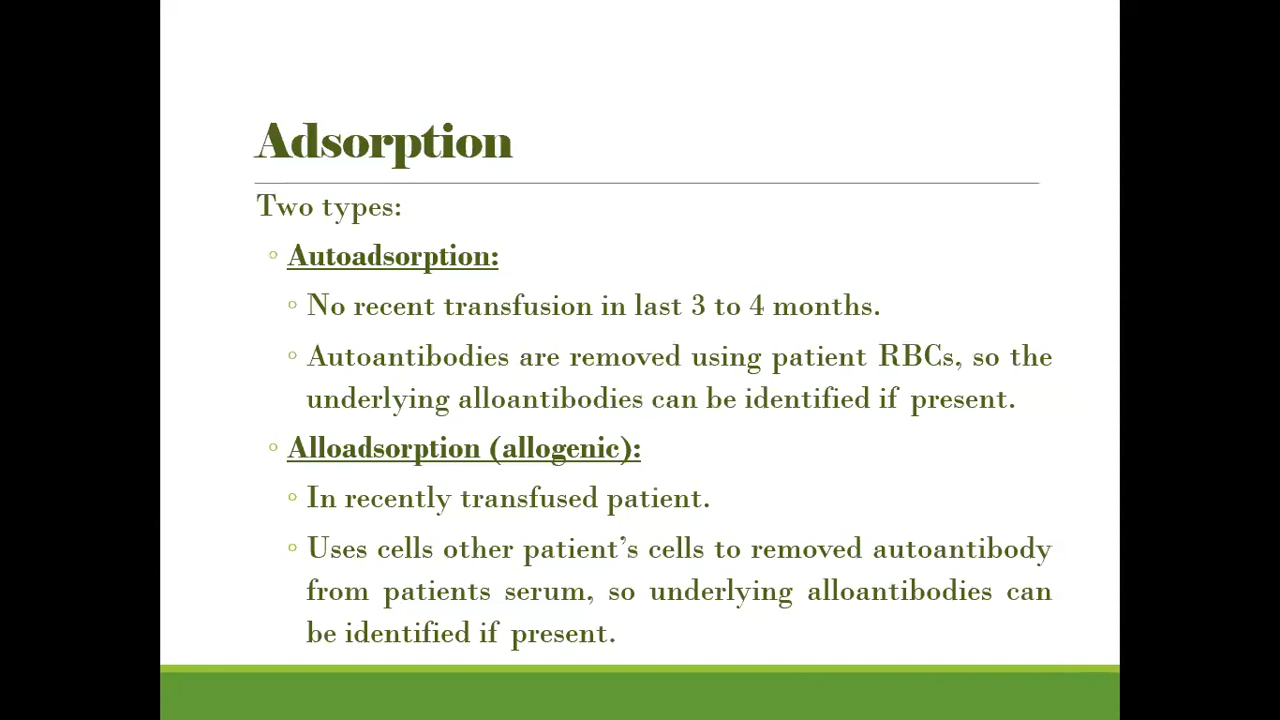 Adsorption
Two types:
◦ Autoadsorption:
◦ No recent transfusion in last 3 to 4 months.
◦ Autoantibodies are removed using patient RBCs, so the
underlying alloantibodies can be identified if present.
◦ Alloadsorption (allogenic):
◦ In recently transfused patient.
◦ Uses cells other patient’s cells to removed autoantibody
from patients serum, so underlying alloantibodies can
be identified if present.